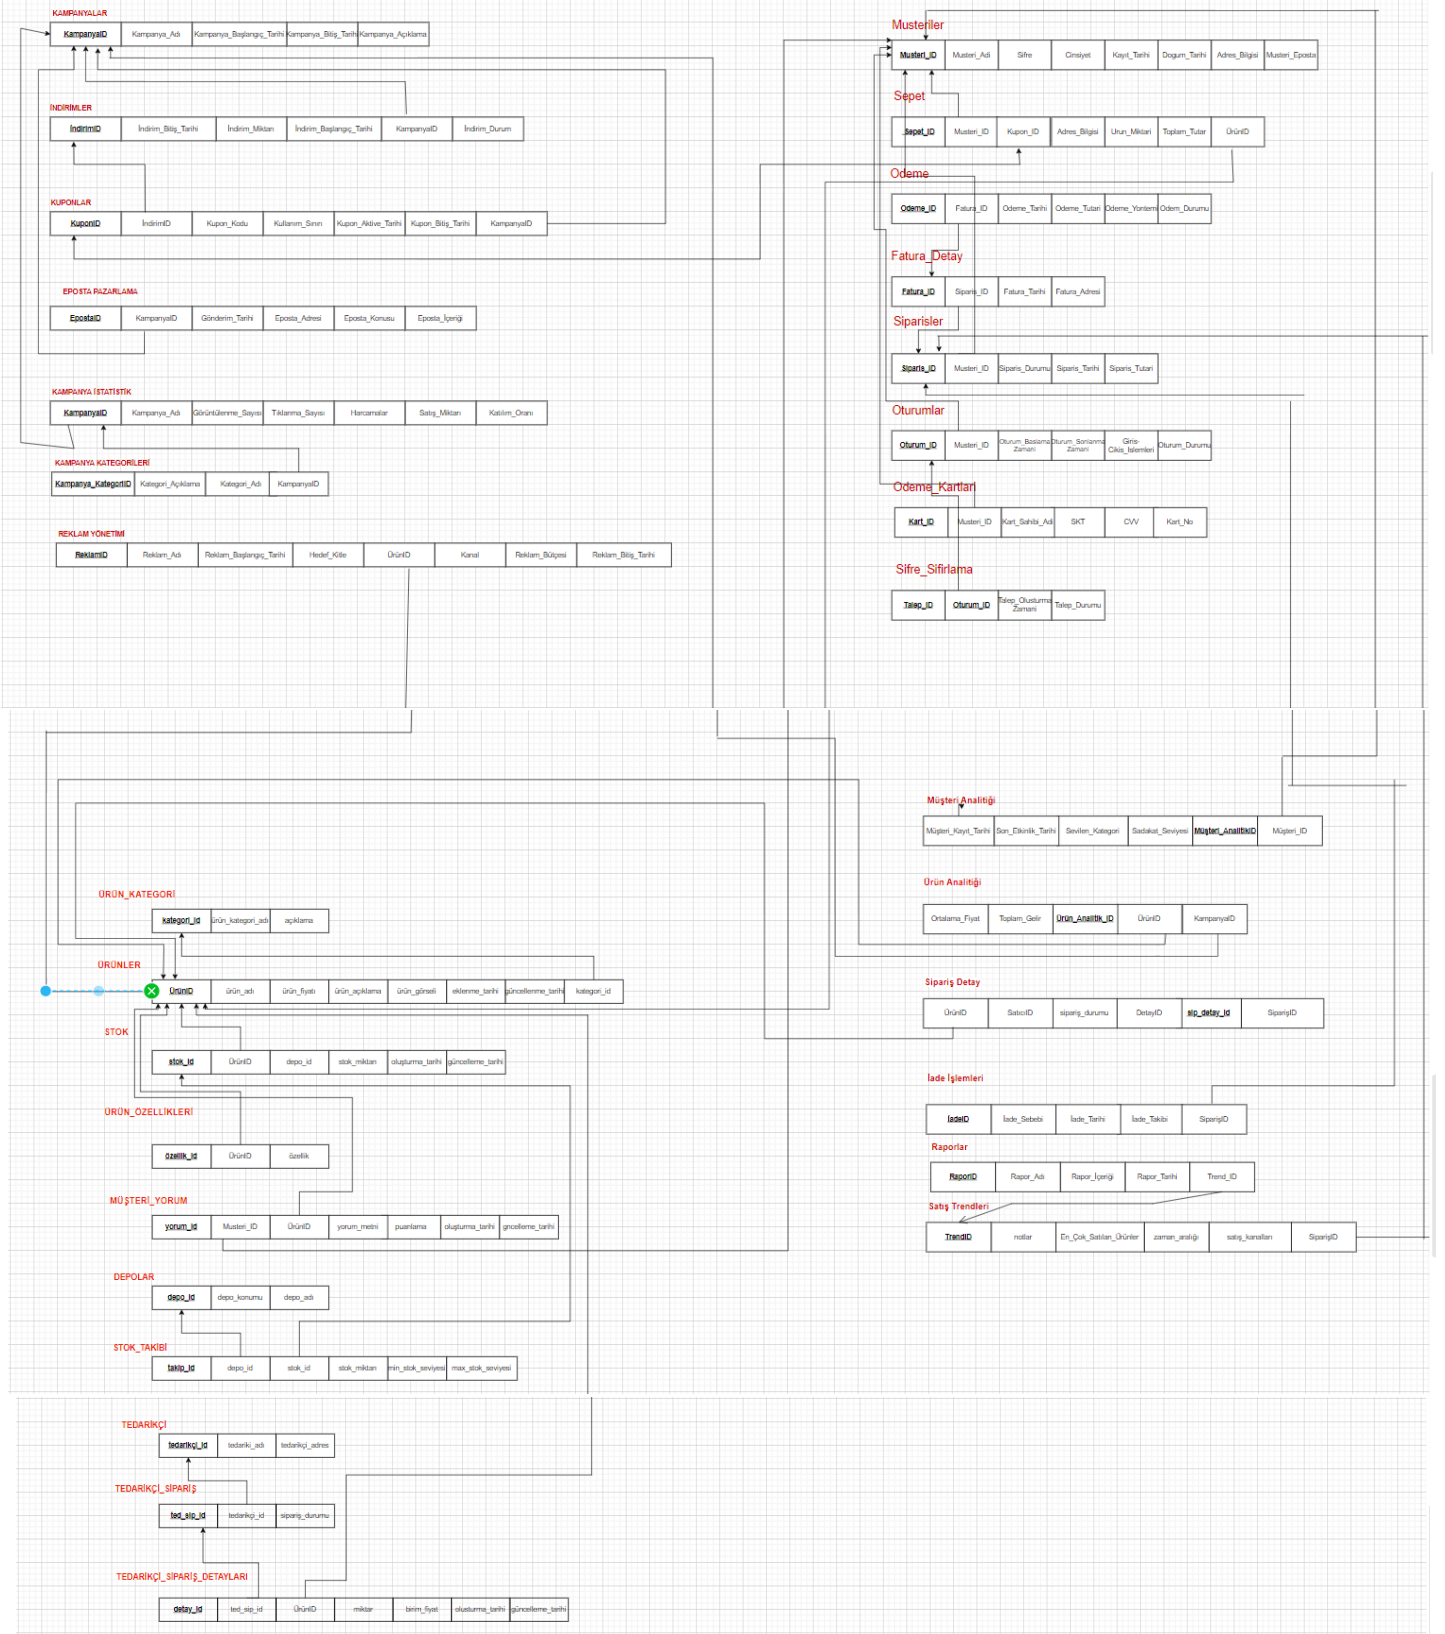 KAMPANYALAR
KampanyaID Kampanya_Adı Kampanya_Başlangıç_Tarihi Kampanya_Bitiş_Tarihi Kampanya_Açıklama
İNDİRİMLER
İndirimID İndirim_Bitiş_Tarihi İndirim_Miktarı İndirim_Başlangıç_Tarihi KampanyaID İndirim_Durum
KUPONLAR
KuponID İndirimID Kupon_Kodu Kullanım_Sınırı Kupon_Aktive_Tarihi Kupon_Bitiş_Tarihi KampanyaID
EPOSTA PAZARLAMA
EpostaID KampanyaID Gönderim_Tarihi Eposta_Adresi Eposta_Konusu Eposta_İçeriği
KAMPANYA İSTATİSTİK
KampanyaID Kampanya_Adı Görüntülenme_Sayısı Tıklanma_Sayısı Harcamalar Satış_Miktarı Katılım_Oranı
KAMPANYA KATEGORİLERİ
Kampanya_KategoriID Kategori_Açıklama Kategori_Adı KampanyaID
REKLAM YÖNETİMİ
ReklamID Reklam_Adı Reklam_Başlangıç_Tarihi Hedef_Kitle ÜrünID Kanal Reklam_Bütçesi Reklam_Bitiş_Tarihi
Musteriler
Musteri_ID Musteri_Adi Sifre Cinsiyet Kayıt_Tarihi Dogum_Tarihi Adres_Bilgisi Musteri_Eposta
Sepet
Sepet_ID Musteri_ID Kupon_ID Adres_Bilgisi Urun_Miktari Toplam_Tutar ÜrünID
Odeme
Odeme_ID Fatura_ID Odeme_Tarihi Odeme_Tutari Odeme_Yontemi Odem_Durumu
Fatura_Detay
Fatura_ID Siparis_ID Fatura_Tarihi Fatura_Adresi
Siparisler
Siparis_ID Musteri_ID Siparis_Durumu Siparis_Tarihi Siparis_Tutari
Oturumlar
Oturum_ID Musteri_ID Oturum_Baslama Zamani Oturum_Sonlanma Zamani Giris-Cikis_Islemleri Oturum_Durumu
Odeme_Kartlari
Kart_ID Musteri_ID Kart_Sahibi_Adi SKT CVV Kart_No
Sifre_Sifirlama
Talep_ID Oturum_ID Talep_Olusturma Zamani Talep_Durumu
ÜRÜN_KATEGORİ
kategori_id ürün_kategori_adı açıklama
ÜRÜNLER
ÜrünID ürün_adı ürün_fiyatı ürün_açıklama ürün_görseli eklenme_tarihi güncellenme_tarihi kategori_id
STOK
stok_id ÜrünID depo_id stok_miktarı oluşturma_tarihi güncelleme_tarihi
ÜRÜN_ÖZELLİKLERİ
özellik_id ÜrünID özellik
MÜŞTERİ_YORUM
yorum_id Musteri_ID ÜrünID yorum_metni puanlama oluşturma_tarihi gncelleme_tarihi
DEPOLAR
depo_id depo_konumu depo_adı
STOK_TAKİBİ
takip_id depo_id stok_id stok_miktarı min_stok_seviyesi max_stok_seviyesi
Müşteri Analitiği
Müşteri_Kayıt_Tarihi Son_Etkinlik_Tarihi Sevilen_Kategori Sadakat_Seviyesi Müşteri_AnalitikID Müşteri_ID
Ürün Analitiği
Ortalama_Fiyat Toplam_Gelir Ürün_Analitik_ID ÜrünID KampanyaID
Sipariş Detay
ÜrünID SatıcıID sipariş_durumu DetayID sip_detay_id SiparişID
İade İşlemleri
İadeID İade_Sebebi İade_Tarihi İade_Takibi SiparişID
Raporlar
RaporID Rapor_Adı Rapor_İçeriği Rapor_Tarihi Trend_ID
Satış Trendleri
TrendID notlar En_Çok_Satılan_Ürünler zaman_aralığı satış_kanalları SiparişID
TEDARİKÇİ
tedarikçi_id tedariki_adı tedarikçi_adres
TEDARİKÇİ_SİPARİŞ
ted_sip_id tedarikçi_id sipariş_durumu
TEDARİKÇİ_SİPARİŞ_DETAYLARI
detay_id ted_sip_id ÜrünID miktar birim_fiyat olusturma_tarihi güncelleme_tarihi